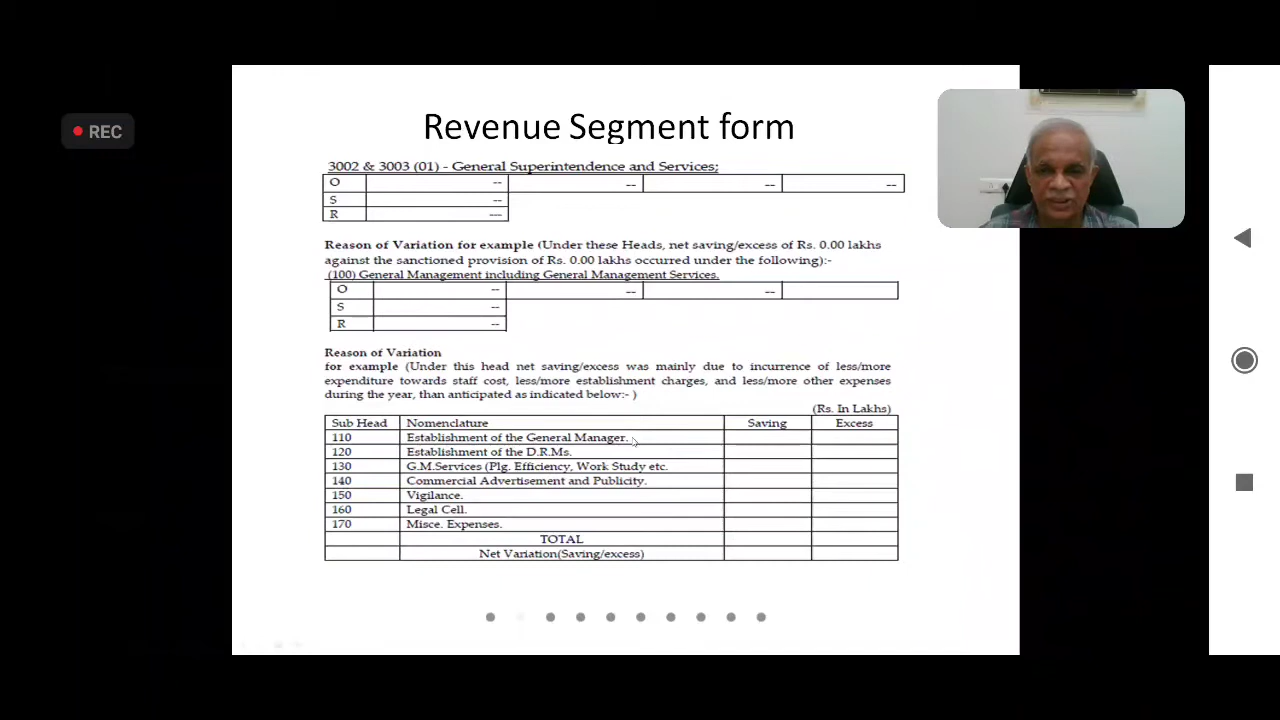 REC
Revenue Segment form
3002 & 3003 (01) - General Superintendence and Services;
O -- -- -- --
S --
R ---
Reason of Variation for example (Under these Heads, net saving/excess of Rs. 0.00 lakhs
against the sanctioned provision of Rs. 0.00 lakhs occurred under the following):-
(100) General Management including General Management Services.
O -- -- --
S --
R --
Reason of Variation
for example (Under this head net saving/excess was mainly due to incurrence of less/more
expenditure towards staff cost, less/more establishment charges, and less/more other expenses
during the year, than anticipated as indicated below:- )
(Rs. In Lakhs)
Sub Head Nomenclature Saving Excess
110 Establishment of the General Manager.
120 Establishment of the D.R.Ms.
130 G.M.Services (Plg. Efficiency, Work Study etc.
140 Commercial Advertisement and Publicity.
150 Vigilance.
160 Legal Cell.
170 Misce. Expenses.
TOTAL
Net Variation(Saving/excess)